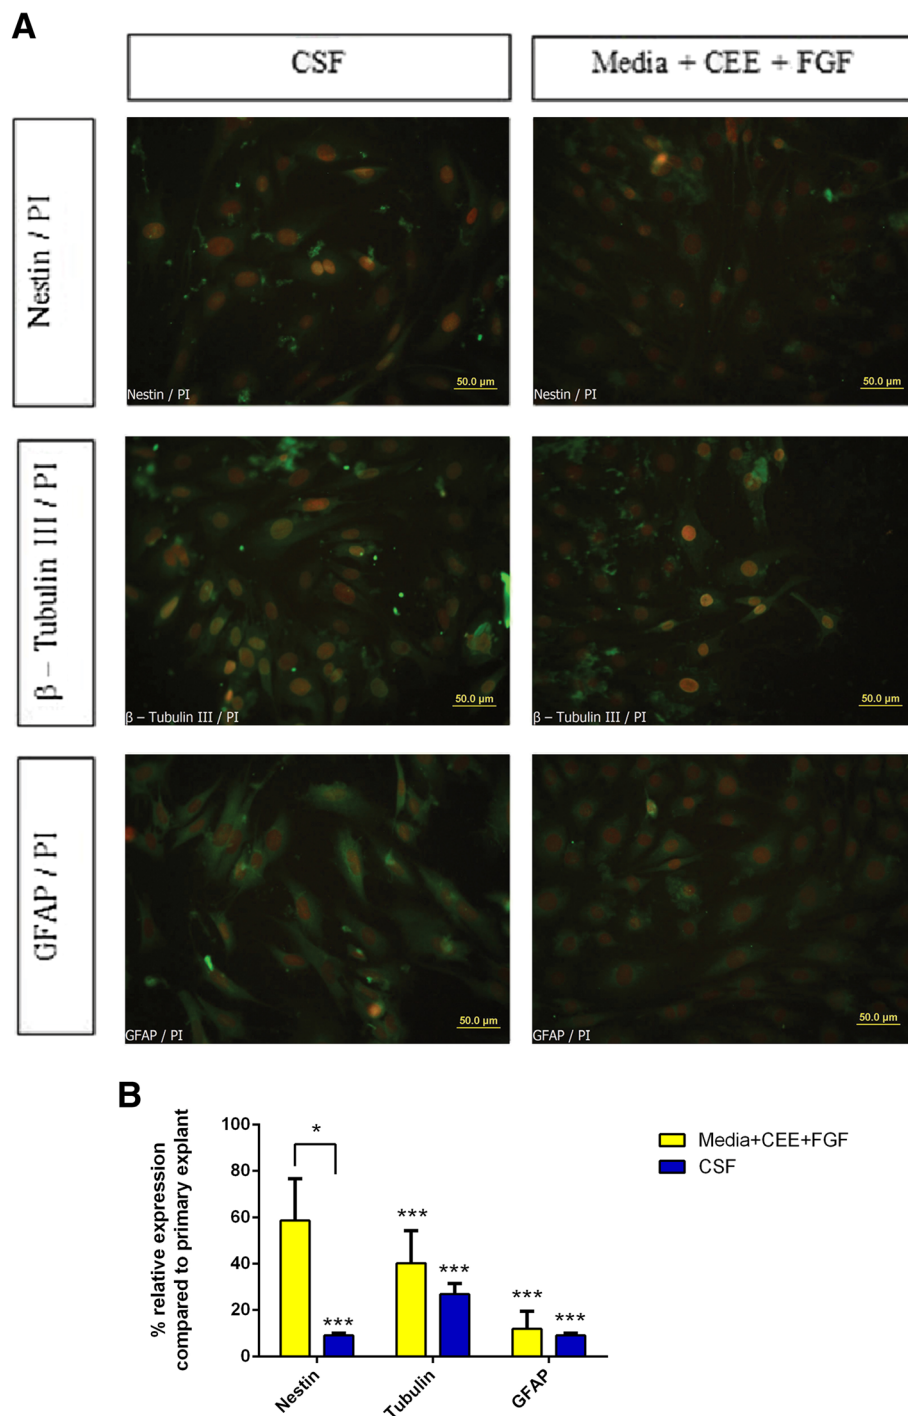 A
CSF
Media + CEE + FGF
Nestin / PI
50.0 µm
Nestin / PI
50.0 µm
Nestin / PI
β – Tubulin III / PI
50.0 µm
β – Tubulin III / PI
50.0 µm
β – Tubulin III / PI
GFAP / PI
50.0 µm
GFAP / PI
50.0 µm
GFAP / PI
B
% relative expression
compared to primary explant
100
80
60
40
20
0
*
***
***
***
***
***
Nestin
Tubulin
GFAP
Media+CEE+FGF
CSF